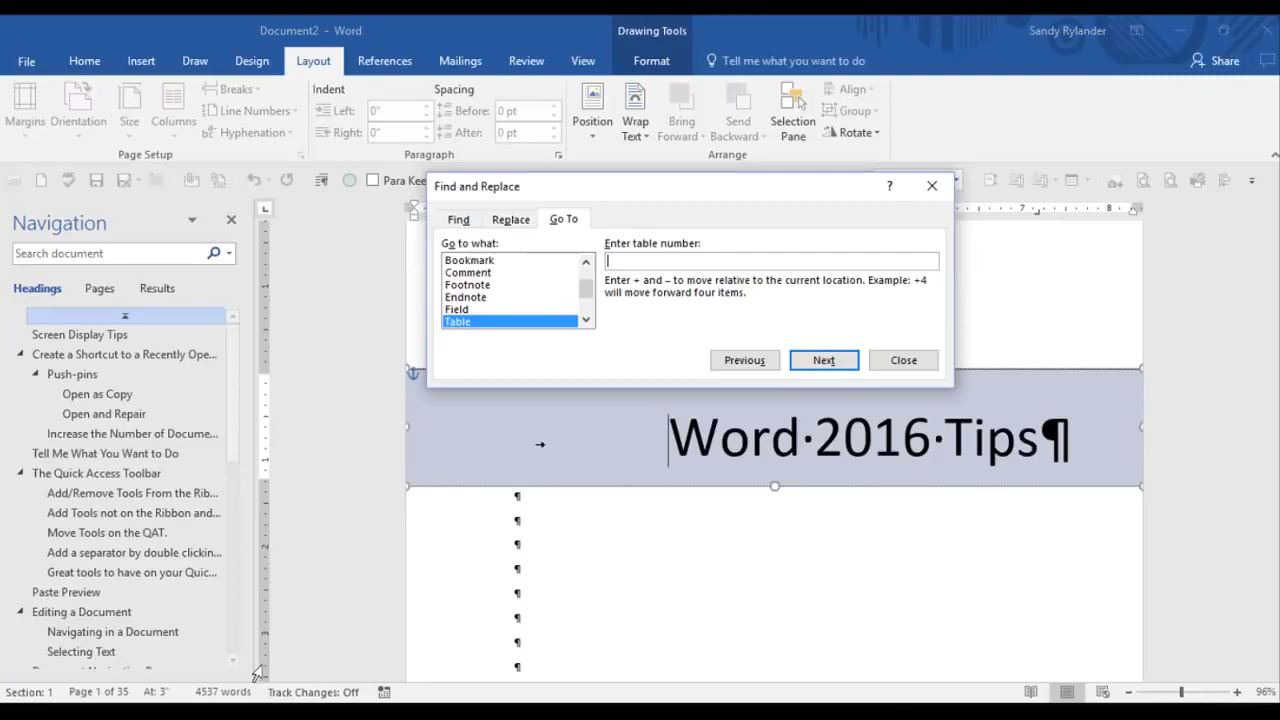 Document2 - Word
Drawing Tools
Sandy Rylander
File Home Insert Draw Design Layout References Mailings Review View Format Tell me what you want to do Share
Margins Orientation Size Columns
Breaks
Line Numbers
Hyphenation
Page Setup
Indent
Left: 0"
Right: 0"
Spacing
Before: 0 pt
After: 0 pt
Paragraph
Position Wrap Text Bring Forward Send Backward Selection Pane
Align
Group
Rotate
Arrange
Para Kee
Navigation
Search document
Headings Pages Results
Screen Display Tips
Create a Shortcut to a Recently Ope...
Push-pins
Open as Copy
Open and Repair
Increase the Number of Docume...
Tell Me What You Want to Do
The Quick Access Toolbar
Add/Remove Tools From the Rib...
Add Tools not on the Ribbon and...
Move Tools on the QAT.
Add a separator by double clickin...
Great tools to have on your Quic...
Paste Preview
Editing a Document
Navigating in a Document
Selecting Text
Find and Replace ?
Find Replace Go To
Go to what:
Bookmark
Comment
Footnote
Endnote
Field
Table
Enter table number:
Enter + and – to move relative to the current location. Example: +4
will move forward four items.
Previous Next Close
7 8
1
1
2
3
Word·2016·Tips¶
¶
¶
¶
¶
¶
¶
¶
¶
Section: 1 Page 1 of 35 At: 3" 4537 words Track Changes: Off 96%